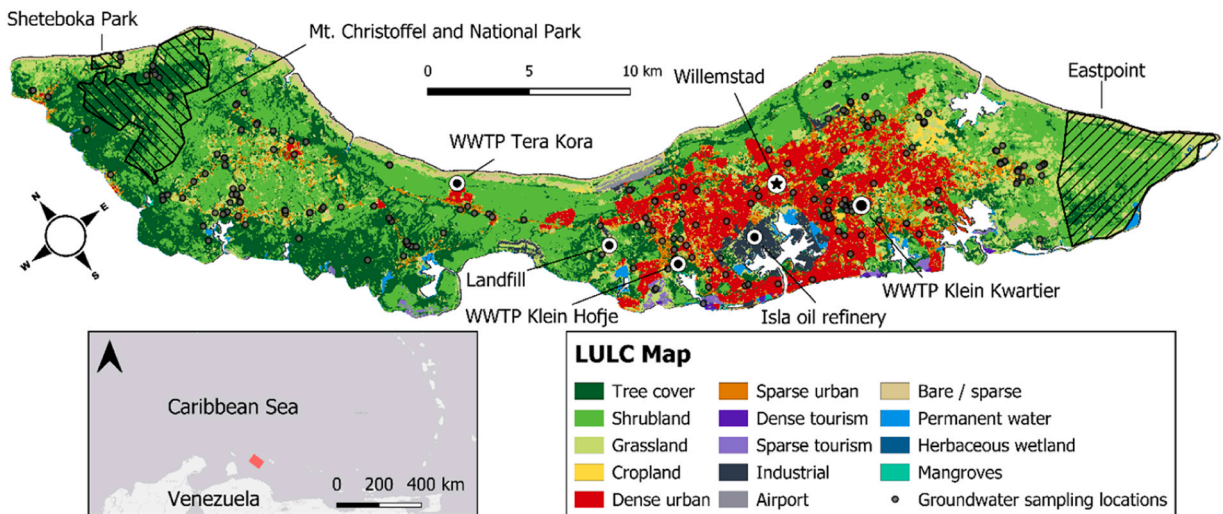 Sheteboka Park
Mt. Christoffel and National Park
0 5 10 km
Willemstad
Eastpoint
WWTP Tera Kora
N
E
W
S
Landfill
WWTP Klein Hofje
Isla oil refinery
WWTP Klein Kwartier
Caribbean Sea
Venezuela
0 200 400 km
LULC Map
Tree cover
Shrubland
Grassland
Cropland
Dense urban
Sparse urban
Dense tourism
Sparse tourism
Industrial
Airport
Bare / sparse
Permanent water
Herbaceous wetland
Mangroves
Groundwater sampling locations